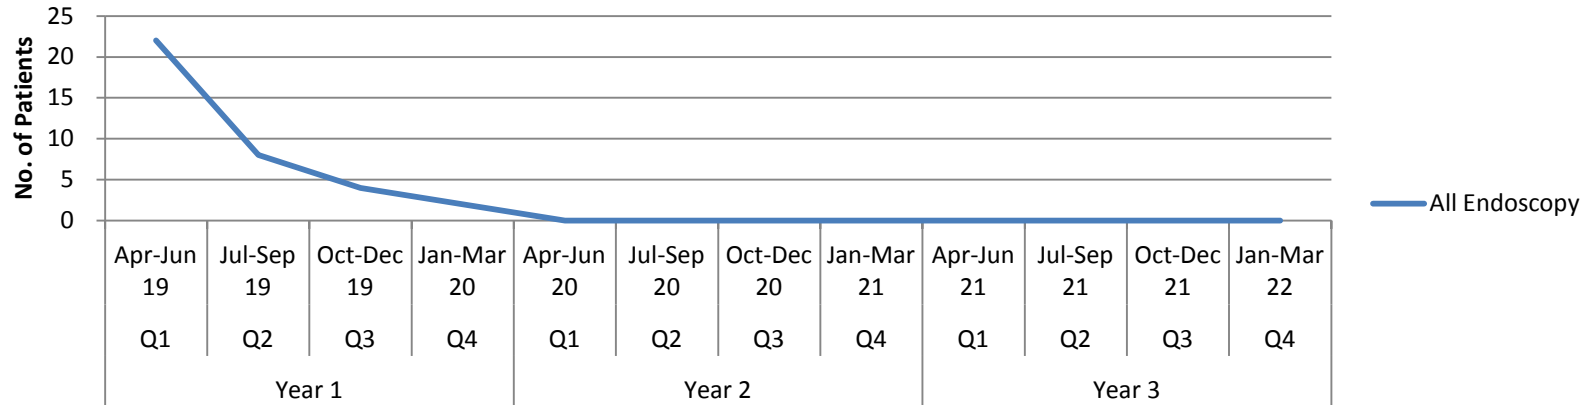 No. of Patients
25
20
15
10
5
0
Apr-Jun Jul-Sep Oct-Dec Jan-Mar Apr-Jun Jul-Sep Oct-Dec Jan-Mar Apr-Jun Jul-Sep Oct-Dec Jan-Mar
19 19 19 20 20 20 20 21 21 21 21 22
Q1 Q2 Q3 Q4 Q1 Q2 Q3 Q4 Q1 Q2 Q3 Q4
Year 1 Year 2 Year 3
All Endoscopy